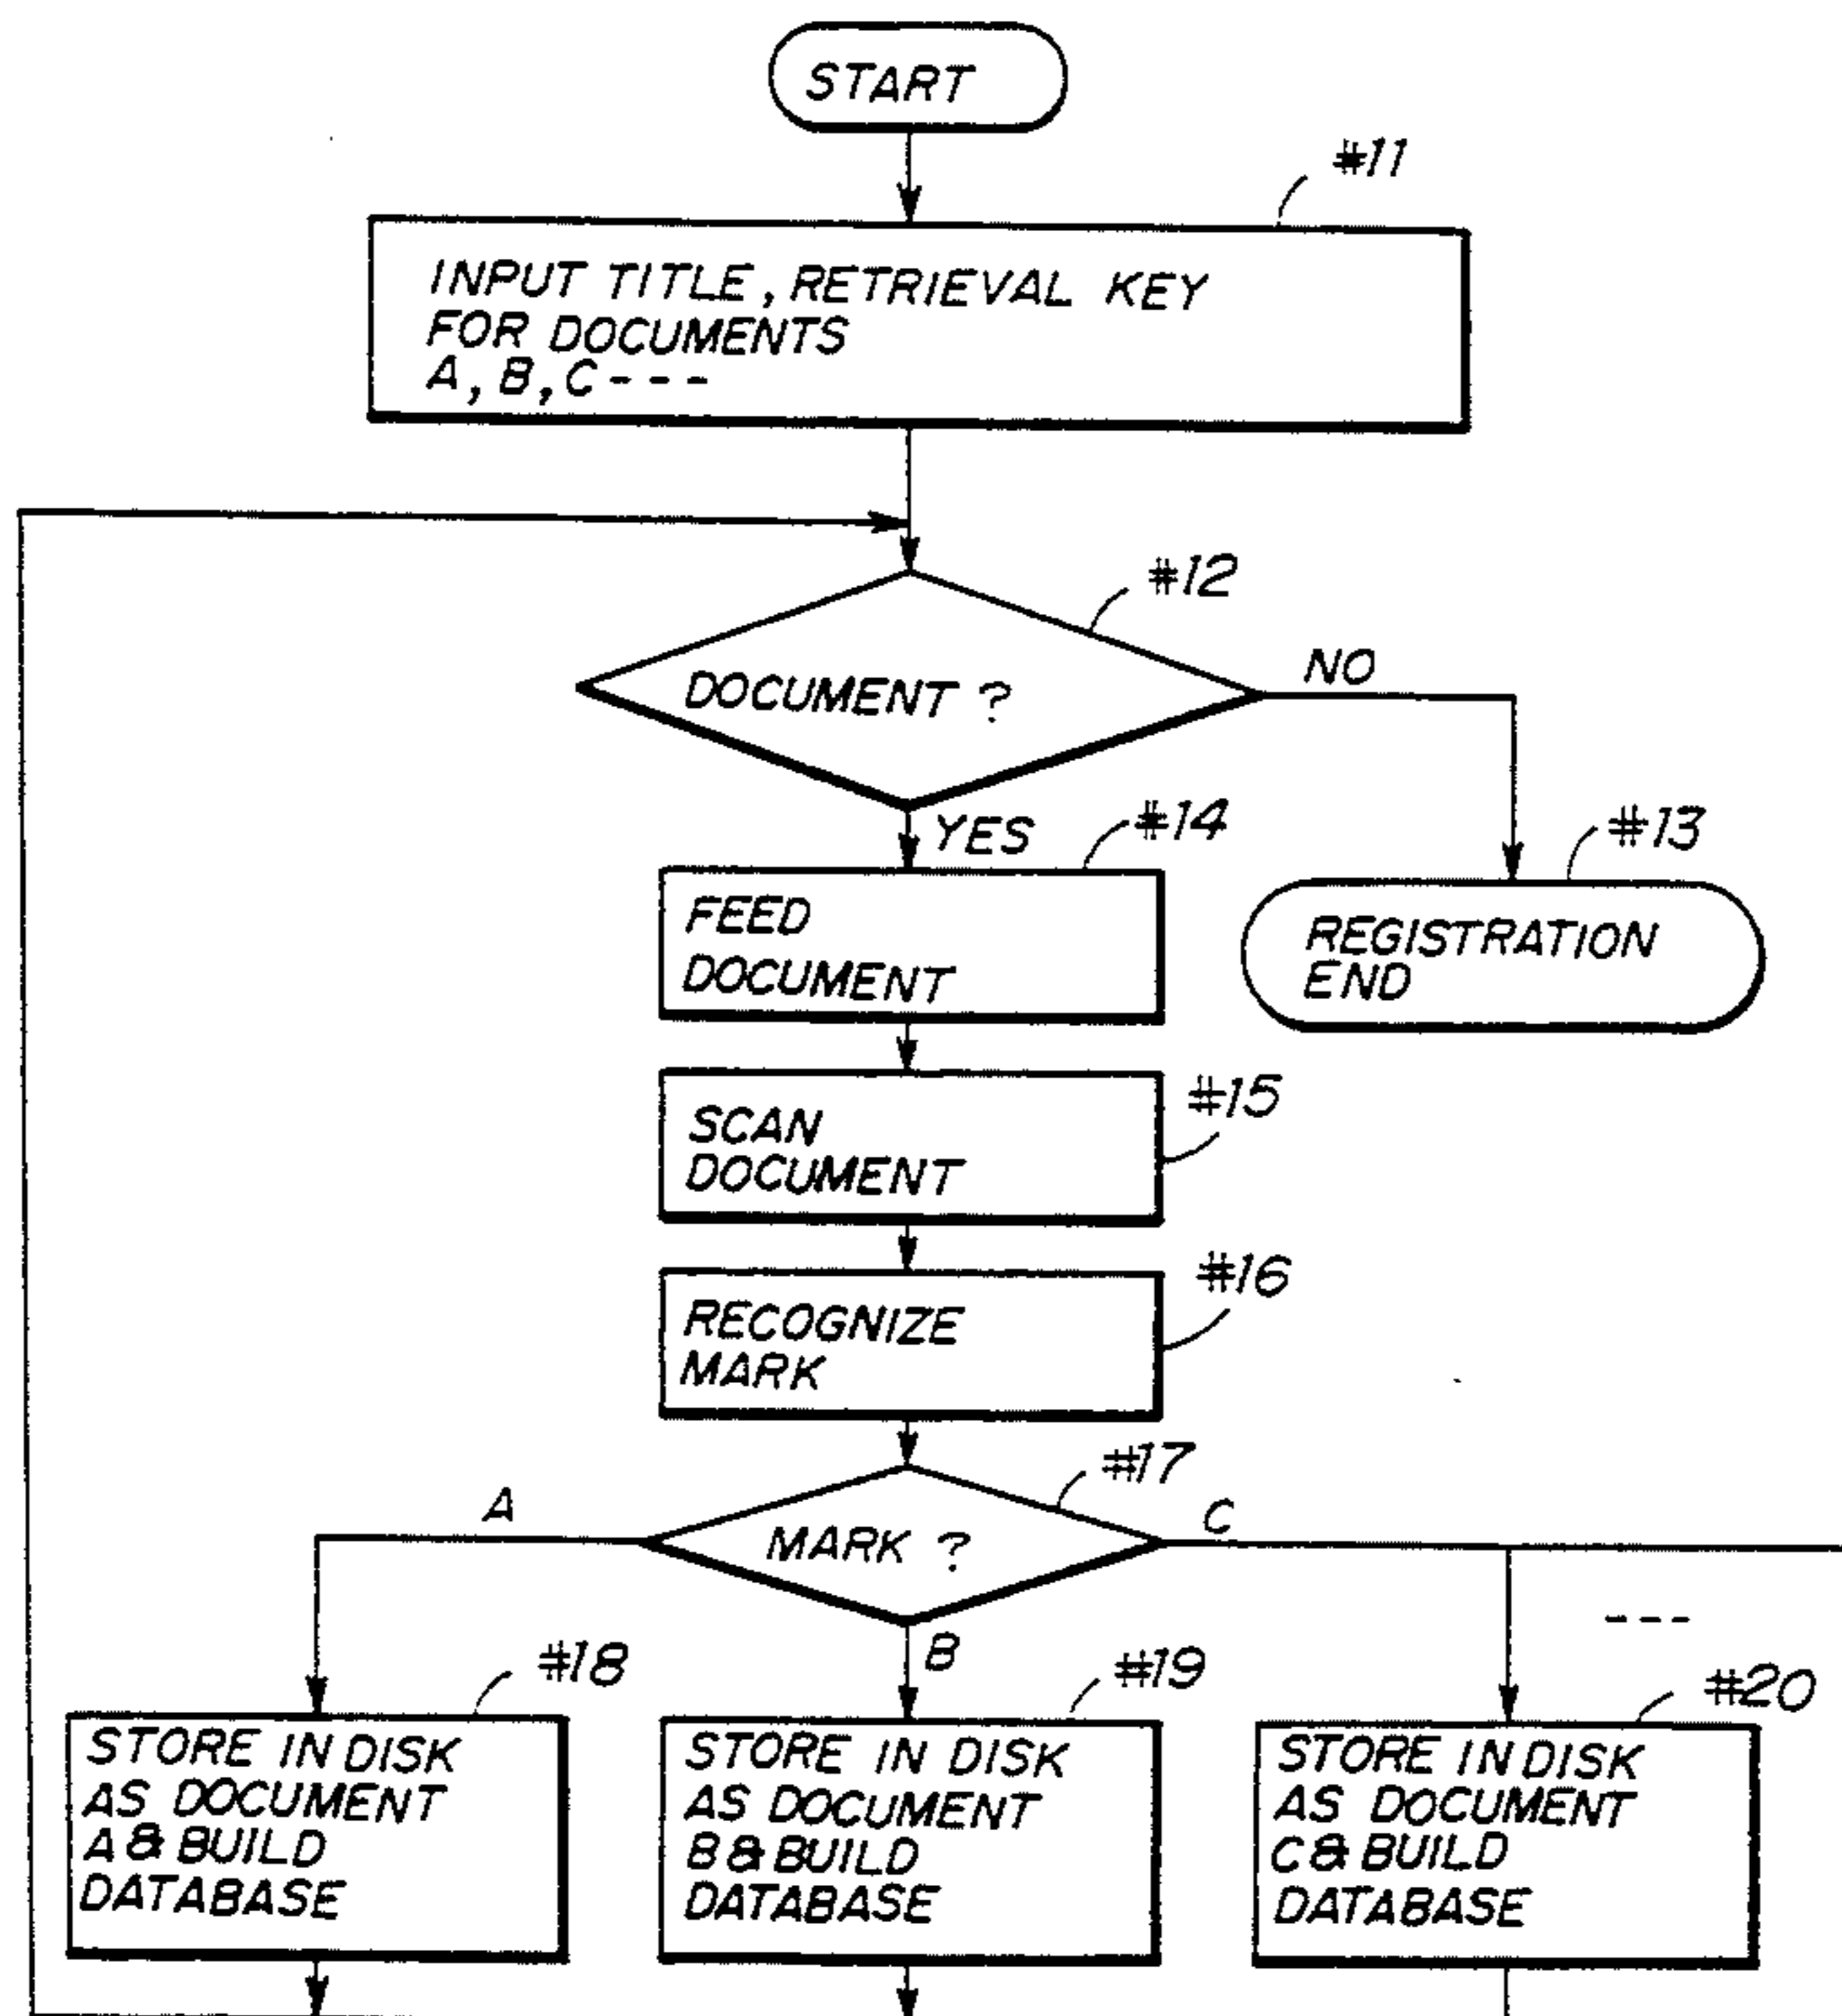 START
#11
INPUT TITLE, RETRIEVAL KEY
FOR DOCUMENTS
A, B, C ---
#12
DOCUMENT ?
NO
YES
#14
#13
FEED
DOCUMENT
REGISTRATION
END
#15
SCAN
DOCUMENT
#16
RECOGNIZE
MARK
#17
A
MARK ?
C
---
B
#18
#19
#20
STORE IN DISK
AS DOCUMENT
A & BUILD
DATABASE
STORE IN DISK
AS DOCUMENT
B & BUILD
DATABASE
STORE IN DISK
AS DOCUMENT
C & BUILD
DATABASE